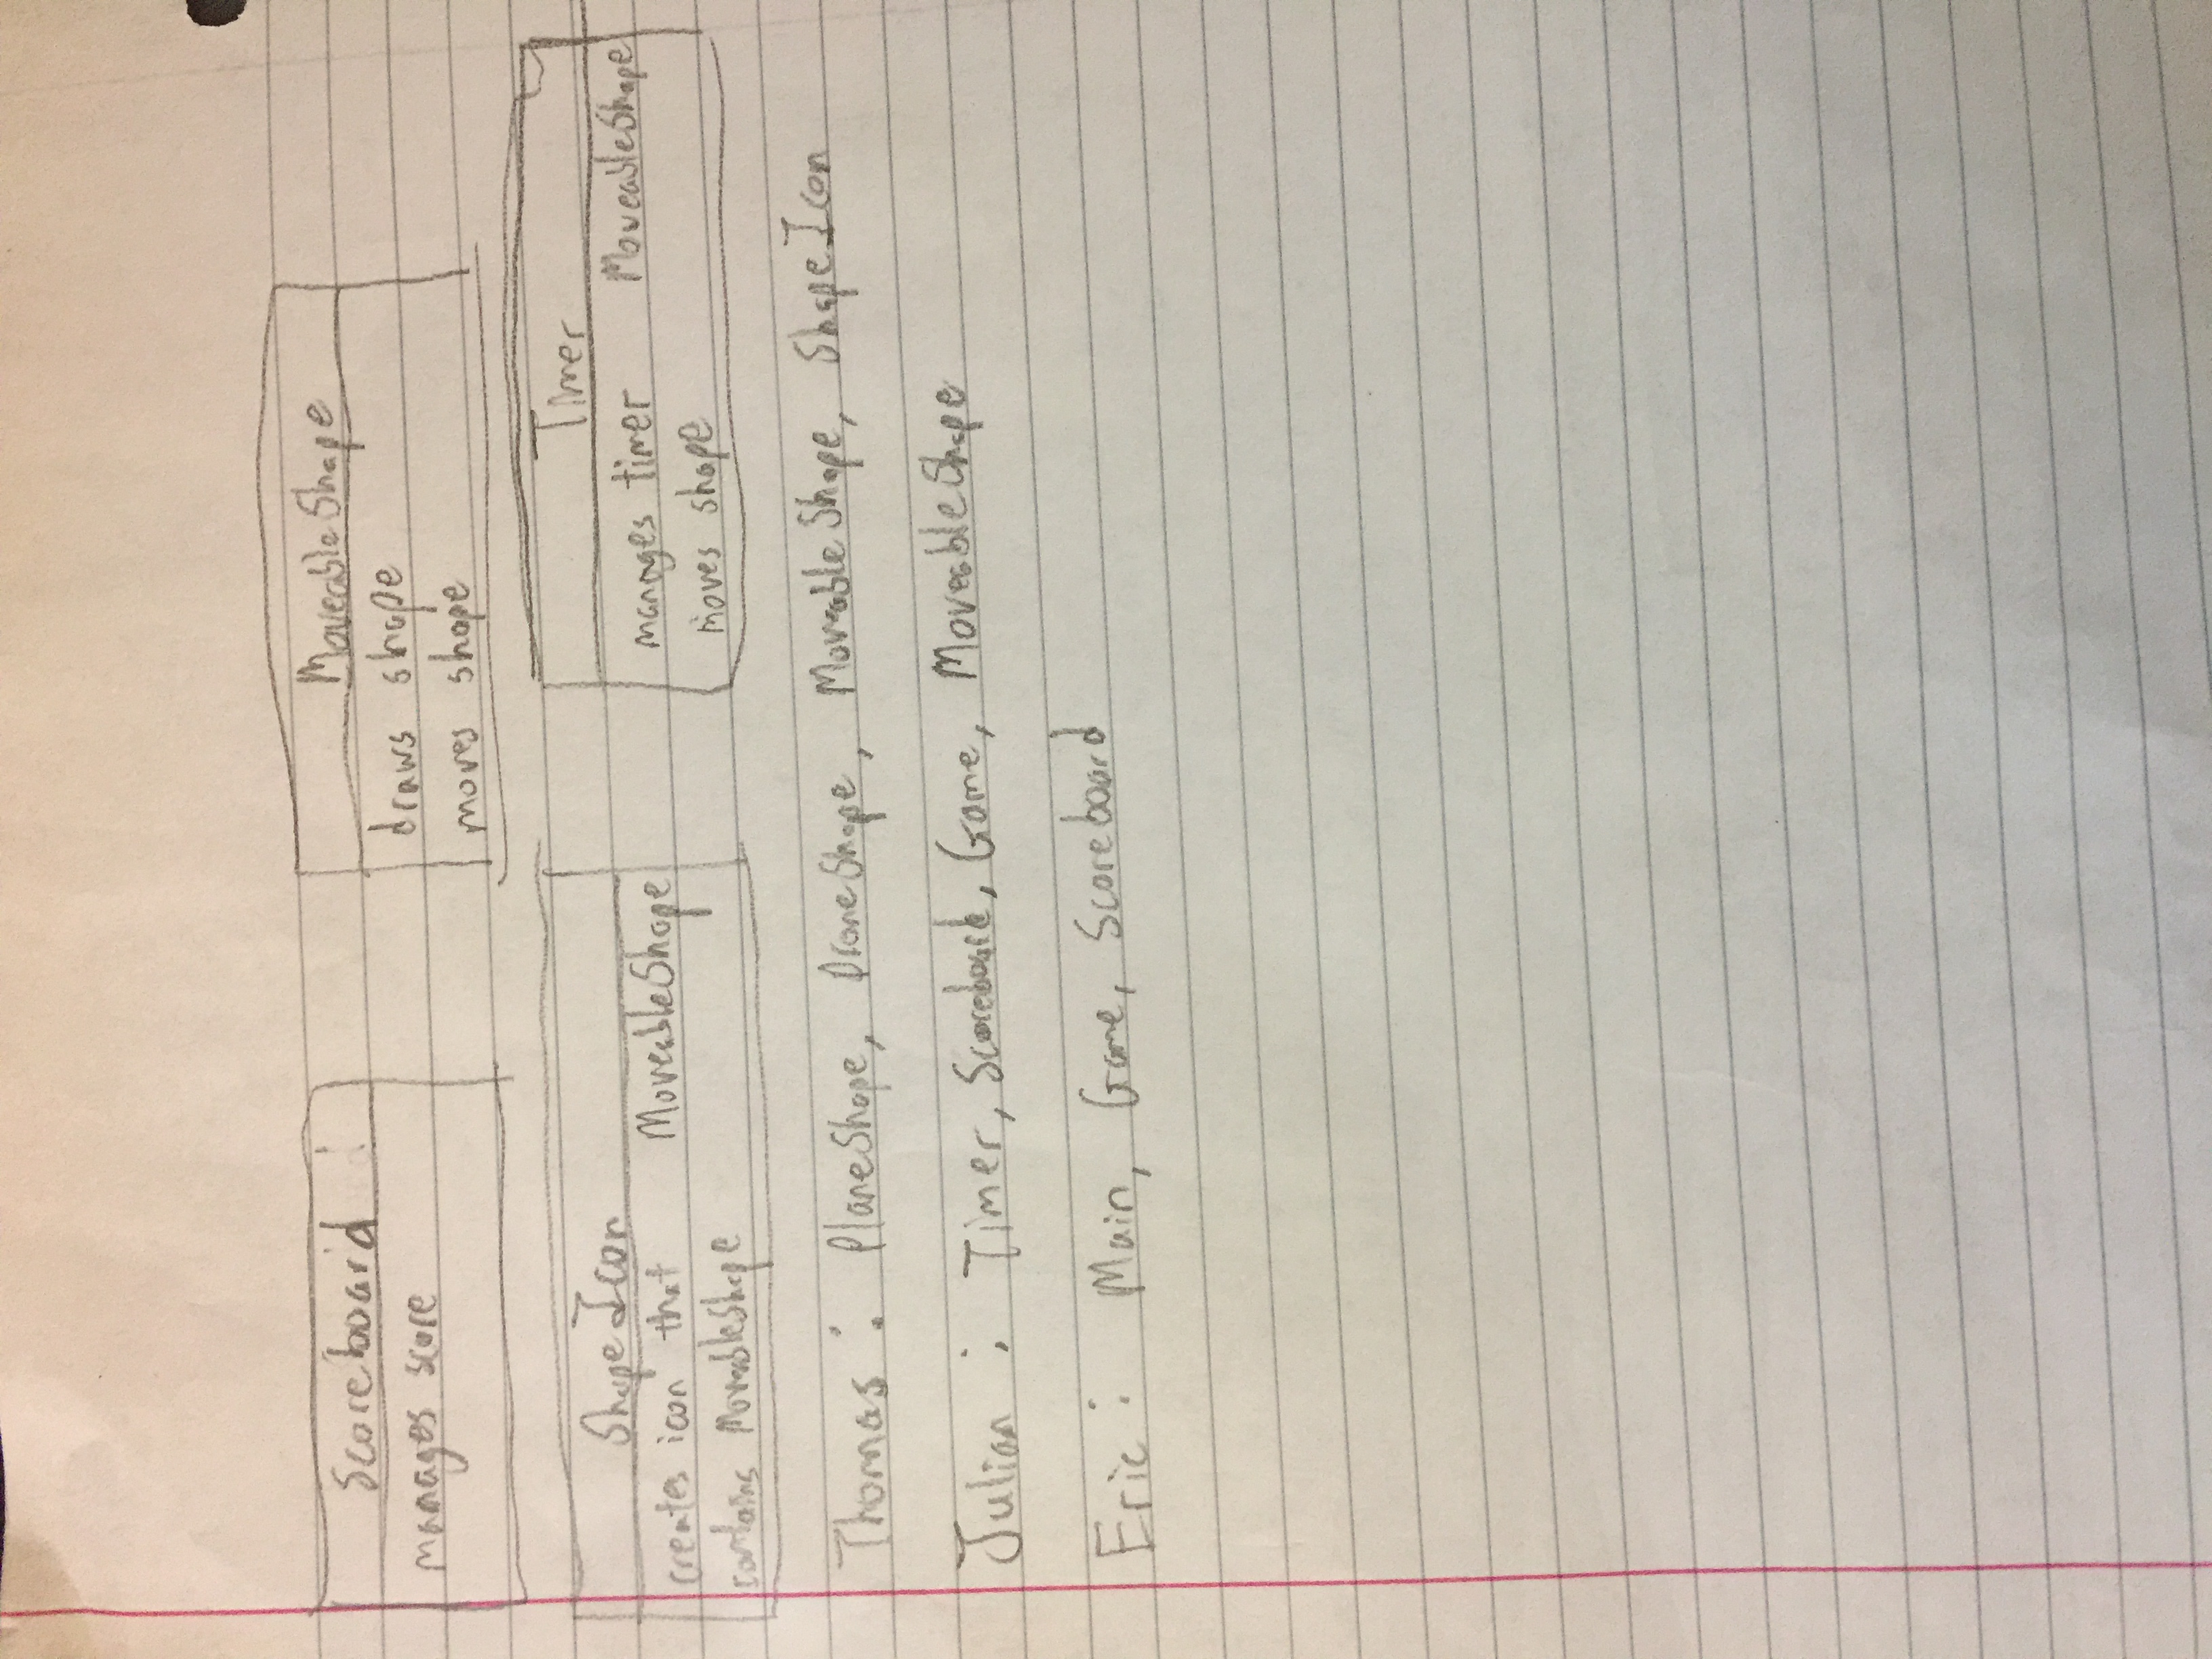 Scoreboard
manages score
MoveableShape
draws shape
moves shape
ShapeIcon
creates icon that MoveableShape
contains MovableShape
Timer
manages timer MoveableShape
moves shape
Thomas : PlaneShape, DroneShape, MoveableShape, ShapeIcon
Julian : Timer, Scoreboard, Game, MoveableShape
Eric : Main, Game, Scoreboard